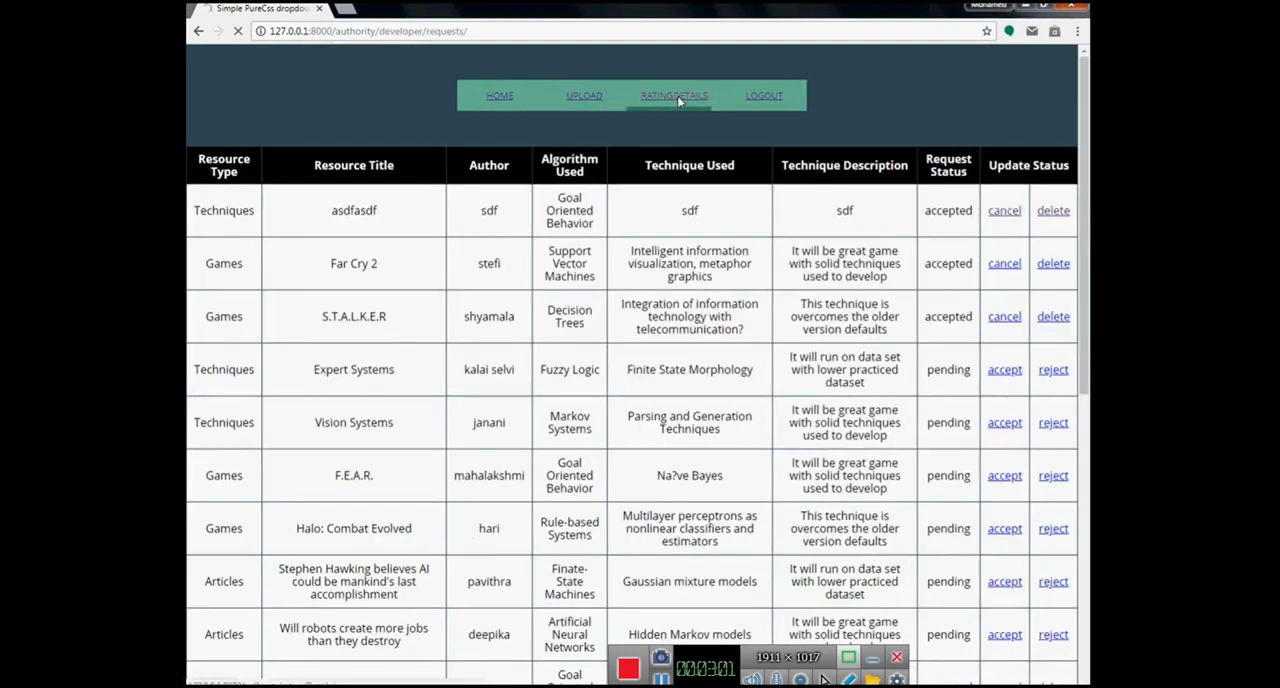 Simple PureCss dropdo
Mohamed
127.0.0.1:8000/authority/developer/requests/
HOME UPLOAD RATINGDETAILS LOGOUT
Resource Type Resource Title Author Algorithm Used Technique Used Technique Description Request Status Update Status
Techniques asdfasdf sdf Goal Oriented Behavior sdf sdf accepted cancel delete
Games Far Cry 2 stefi Support Vector Machines Intelligent information visualization, metaphor graphics It will be great game with solid techniques used to develop accepted cancel delete
Games S.T.A.L.K.E.R shyamala Decision Trees Integration of information technology with telecommunication? This technique is overcomes the older version defaults accepted cancel delete
Techniques Expert Systems kalai selvi Fuzzy Logic Finite State Morphology It will run on data set with lower practiced dataset pending accept reject
Techniques Vision Systems janani Markov Systems Parsing and Generation Techniques It will be great game with solid techniques used to develop pending accept reject
Games F.E.A.R. mahalakshmi Goal Oriented Behavior Na?ve Bayes It will be great game with solid techniques used to develop pending accept reject
Games Halo: Combat Evolved hari Rule-based Systems Multilayer perceptrons as nonlinear classifiers and estimators This technique is overcomes the older version defaults pending accept reject
Articles Stephen Hawking believes AI could be mankind's last accomplishment pavithra Finate-State Machines Gaussian mixture models It will run on data set with lower practiced dataset pending accept reject
Articles Will robots create more jobs than they destroy deepika Artificial Neural Networks Hidden Markov models It will be great game with solid techniques pending accept reject
Goal
000:3:01 1911 × 1017